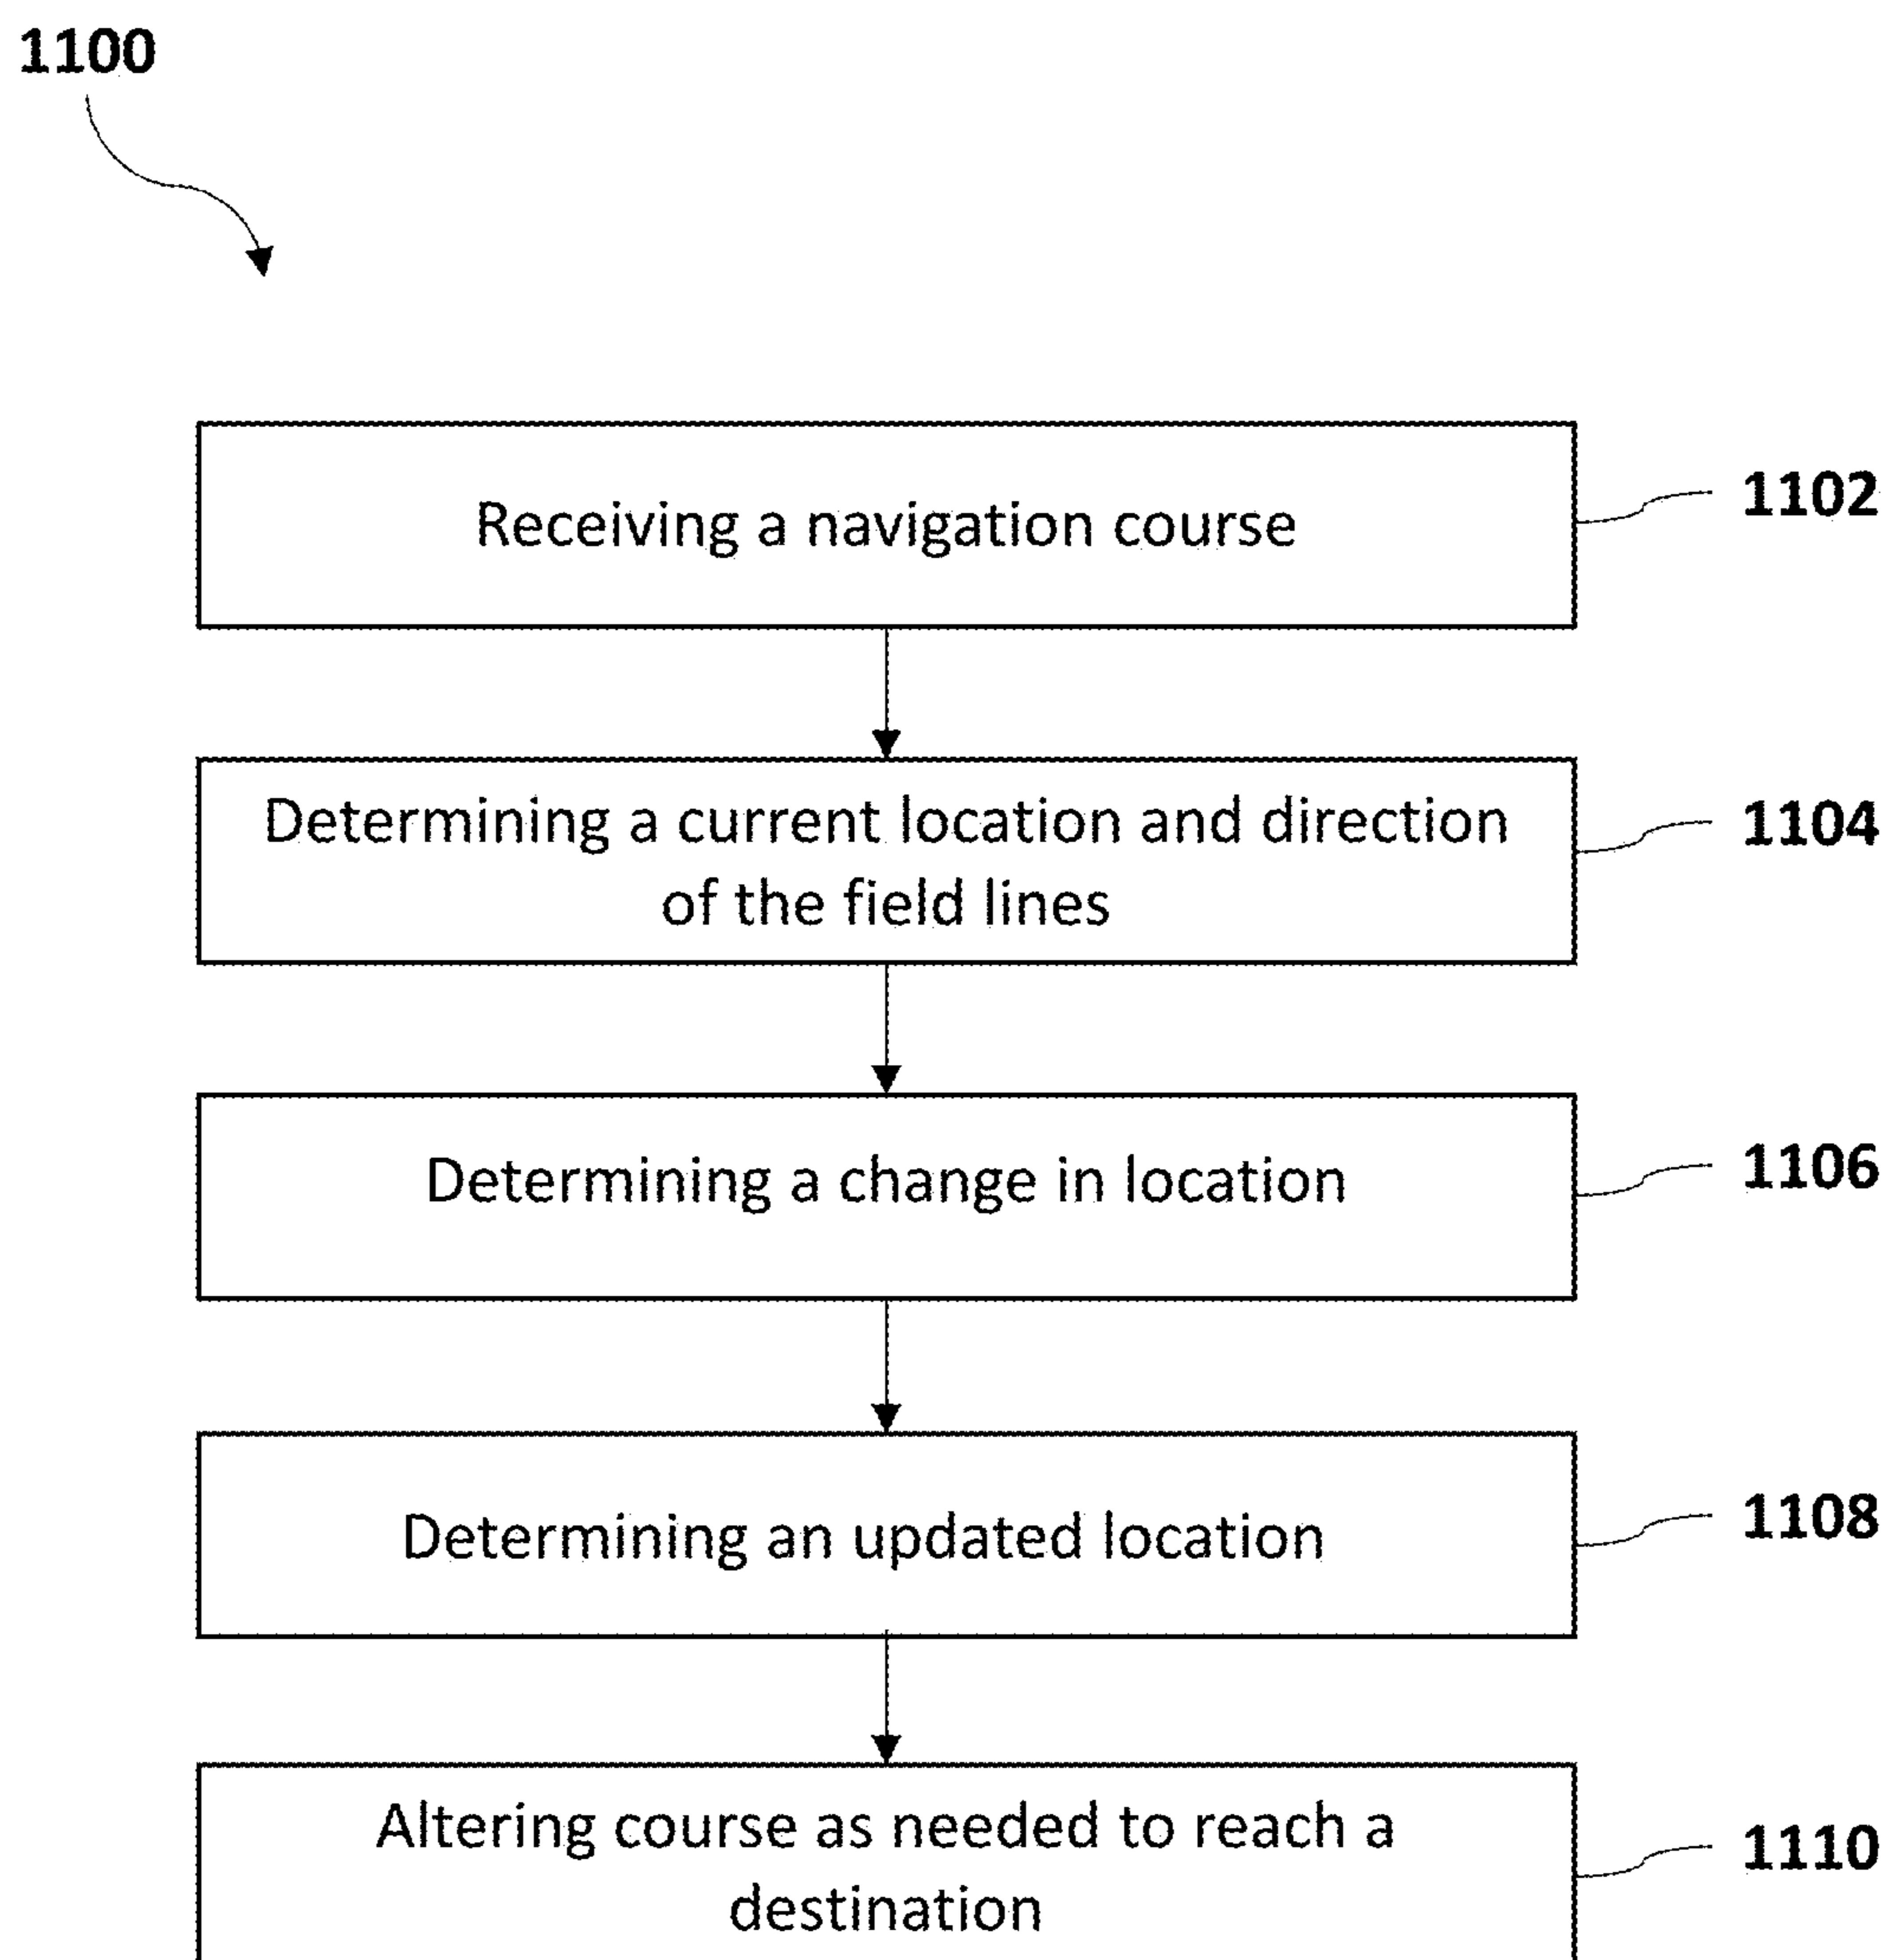 1100
Receiving a navigation course
1102
Determining a current location and direction
of the field lines
1104
Determining a change in location
1106
Determining an updated location
1108
Altering course as needed to reach a
destination
1110